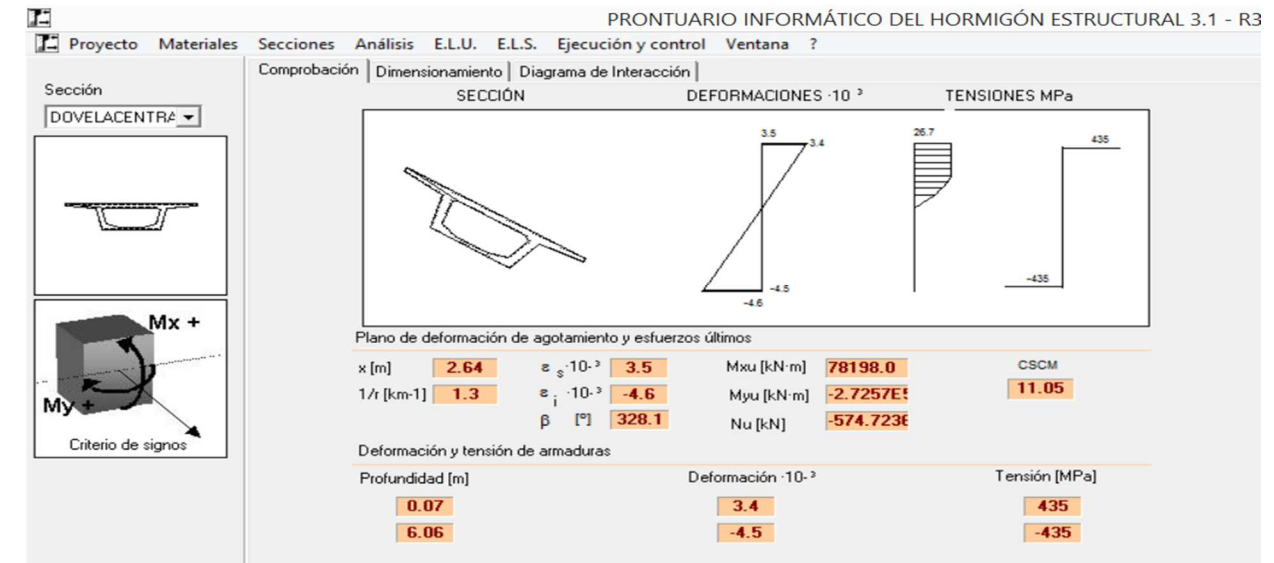 PRONTUARIO INFORMÁTICO DEL HORMIGÓN ESTRUCTURAL 3.1 - R3
Proyecto Materiales Secciones Análisis E.L.U. E.L.S. Ejecución y control Ventana ?
Comprobación Dimensionamiento Diagrama de Interacción
Sección
DOVELACENTRA
SECCIÓN DEFORMACIONES ·10 ³ TENSIONES MPa
3.5
3.4
26.7
435
-4.5
-4.6
-435
Mx +
My +
Criterio de signos
Plano de deformación de agotamiento y esfuerzos últimos
x [m] 2.64 ε s ·10-³ 3.5 Mxu [kN·m] 78198.0 CSCM
1/r [km-1] 1.3 ε i ·10-³ -4.6 Myu [kN·m] -2.7257E5 11.05
β [º] 328.1 Nu [kN] -574.7236
Deformación y tensión de armaduras
Profundidad [m] Deformación ·10-³ Tensión [MPa]
0.07 3.4 435
6.06 -4.5 -435